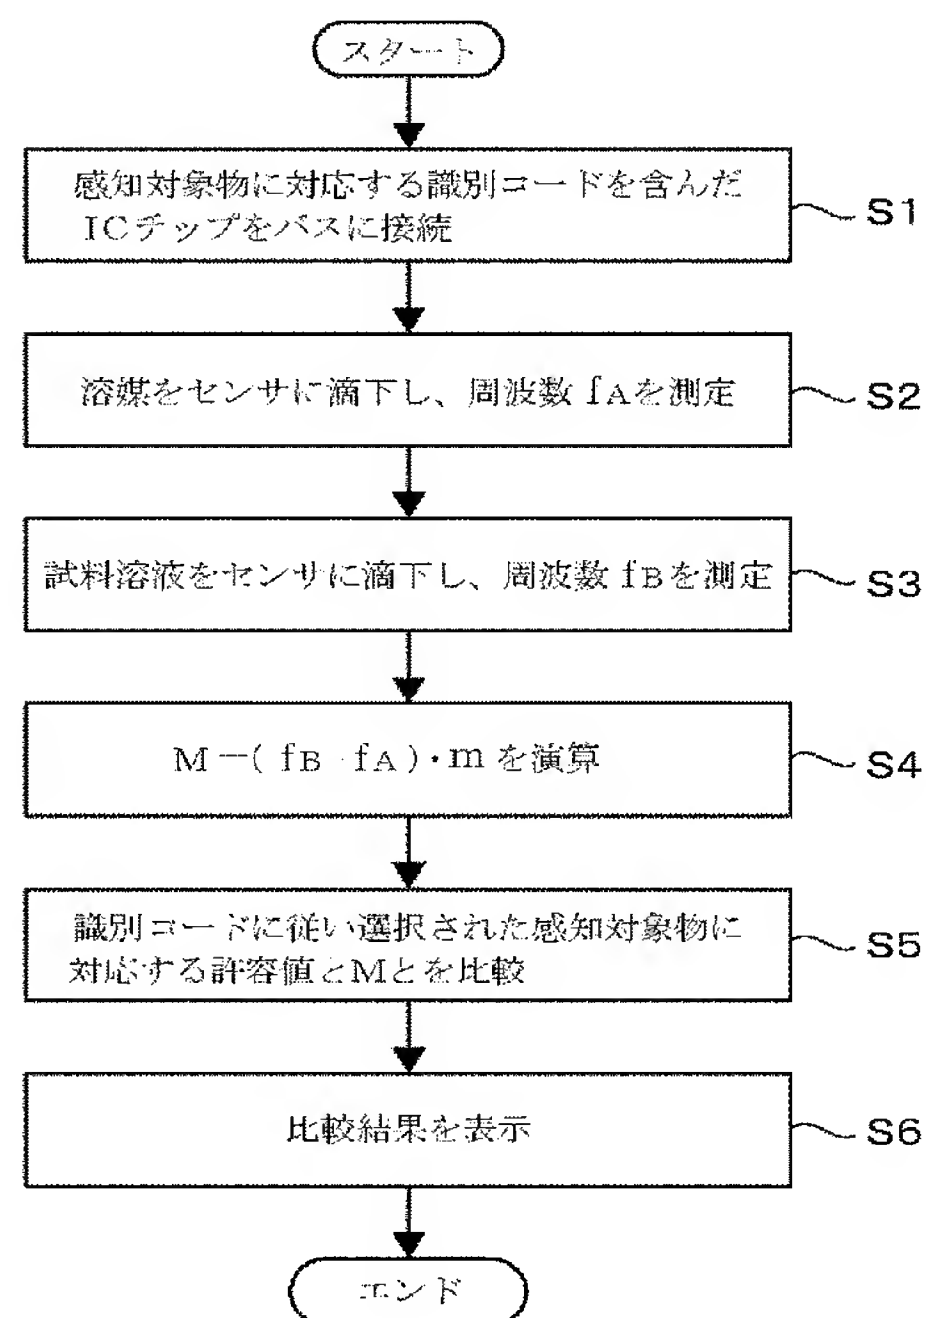 スタート
感知対象物に対応する識別コードを含んだ
ICチップをバスに接続
S1
溶媒をセンサに滴下し、周波数 fAを測定
S2
試料溶液をセンサに滴下し、周波数 fBを測定
S3
M=(fB-fA)・m を演算
S4
識別コードに従い選択された感知対象物に
対応する許容値とMとを比較
S5
比較結果を表示
S6
エンド